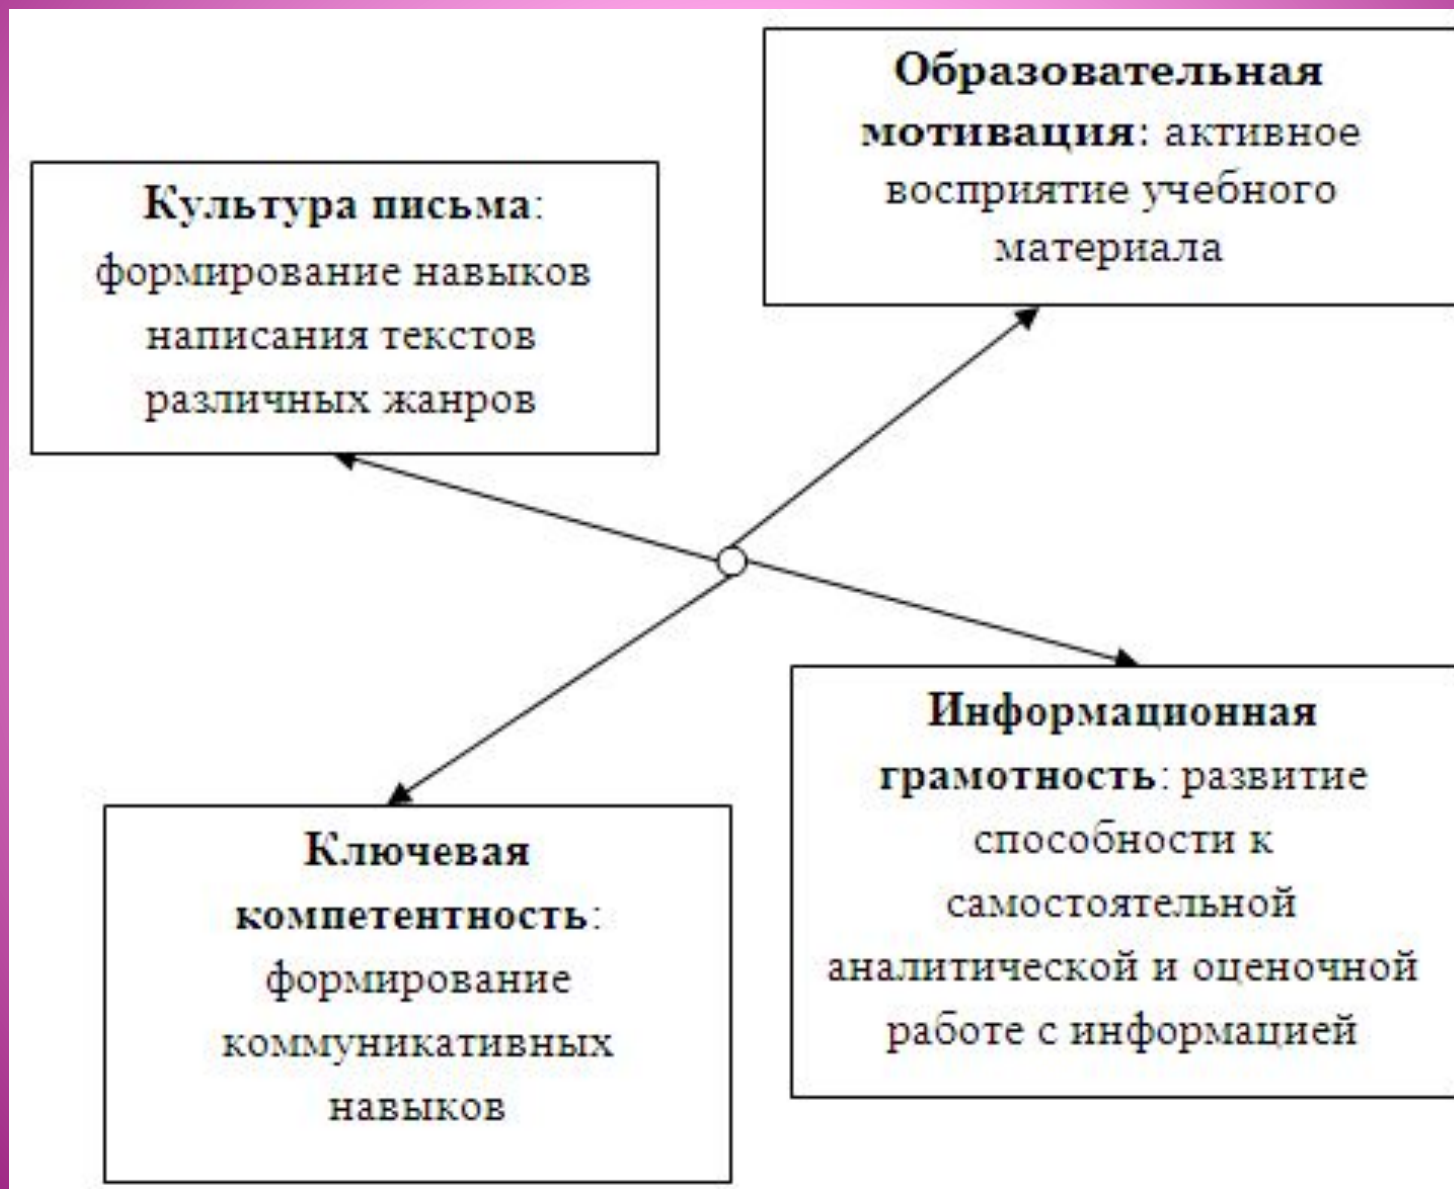 Образовательная
мотивация: активное
восприятие учебного
материала
Культура письма:
формирование навыков
написания текстов
различных жанров
Информационная
грамотность: развитие
способности к
самостоятельной
аналитической и оценочной
работе с информацией
Ключевая
компетентность:
формирование
коммуникативных
навыков